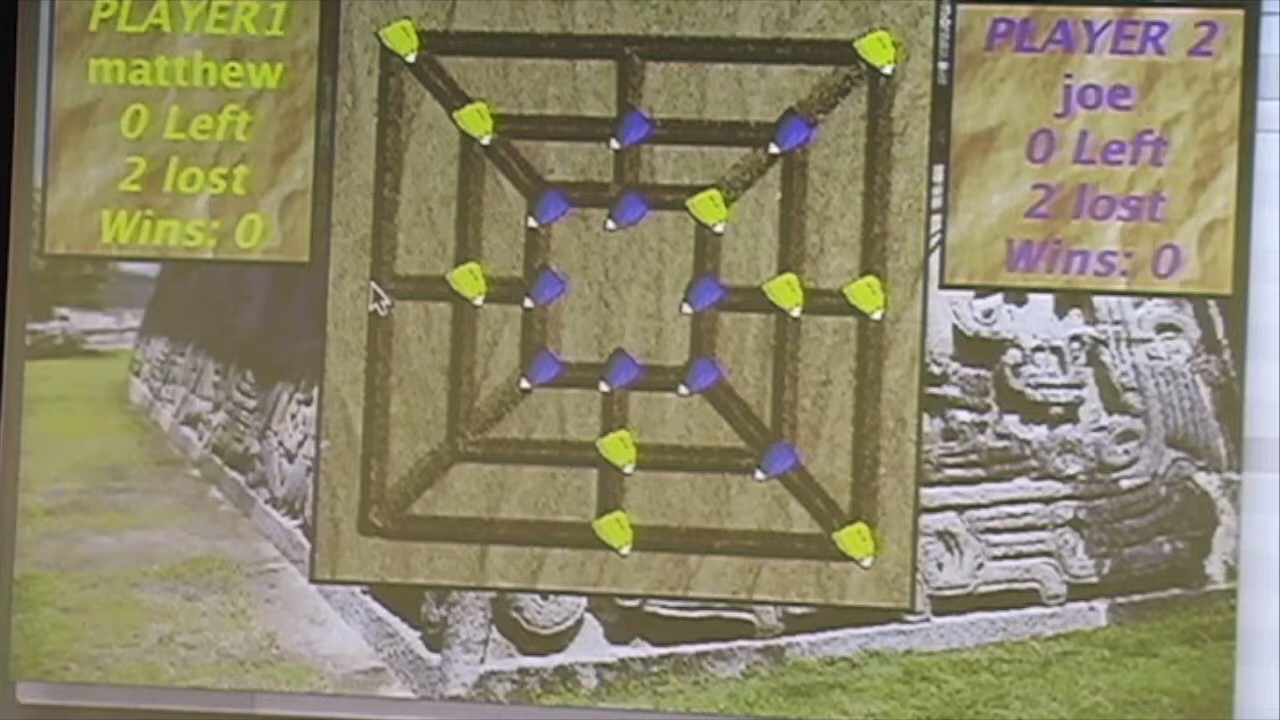 PLAYER1
matthew
0 Left
2 lost
Wins: 0
PLAYER 2
joe
0 Left
2 lost
Wins: 0